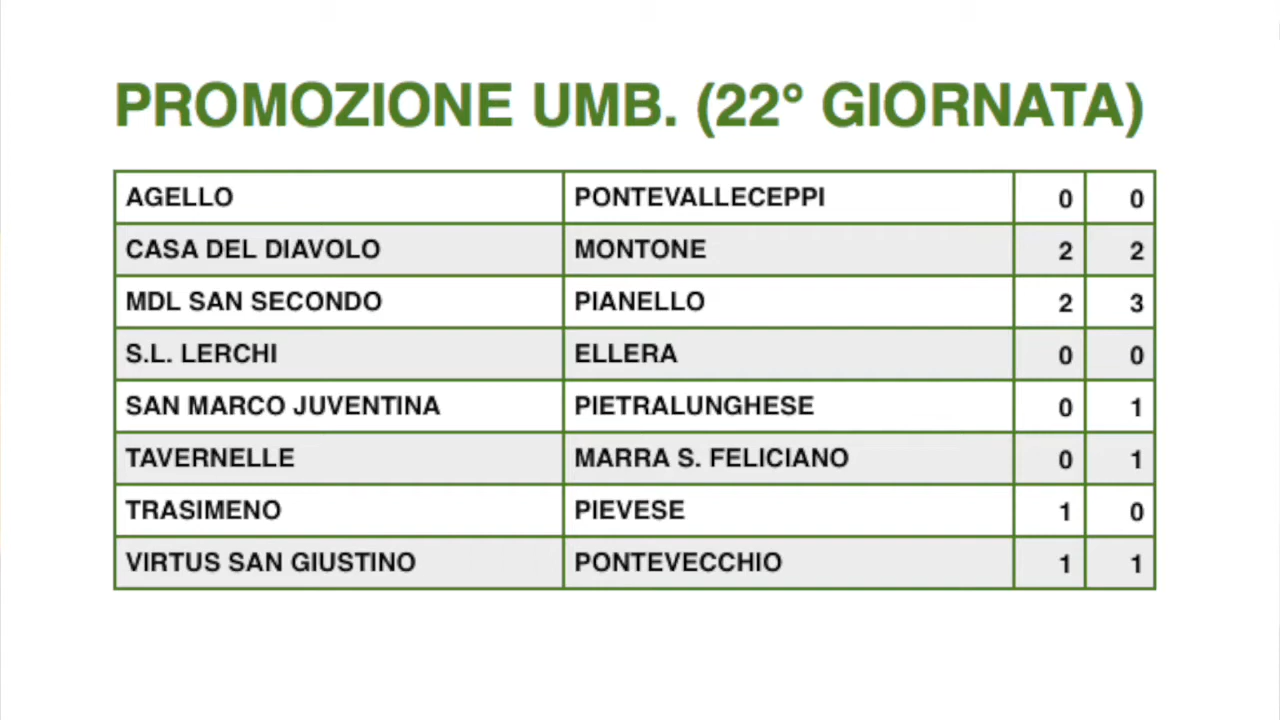 PROMOZIONE UMB. (22° GIORNATA)
AGELLO PONTEVALLECEPPI 0 0
CASA DEL DIAVOLO MONTONE 2 2
MDL SAN SECONDO PIANELLO 2 3
S.L. LERCHI ELLERA 0 0
SAN MARCO JUVENTINA PIETRALUNGHESE 0 1
TAVERNELLE MARRA S. FELICIANO 0 1
TRASIMENO PIEVESE 1 0
VIRTUS SAN GIUSTINO PONTEVECCHIO 1 1